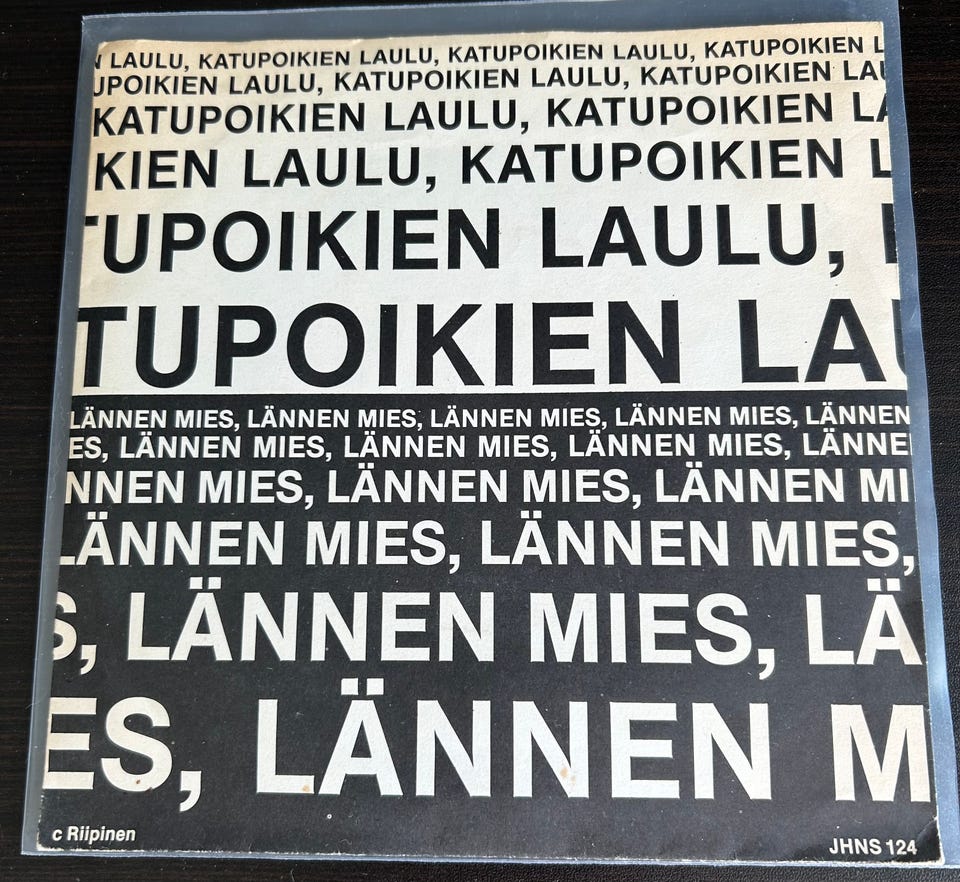 N LAULU, KATUPOIKIEN LAULU, KATUPOIKIEN LAULU, KATUPOIKIEN L
UPOIKIEN LAULU, KATUPOIKIEN LAULU, KATUPOIKIEN LAU
KATUPOIKIEN LAULU, KATUPOIKIEN LA
KIEN LAULU, KATUPOIKIEN L
TUPOIKIEN LAULU, K
TUPOIKIEN LAU
LÄNNEN MIES, LÄNNEN MIES, LÄNNEN MIES, LÄNNEN MIES, LÄNNEN
ES, LÄNNEN MIES, LÄNNEN MIES, LÄNNEN MIES, LÄNNEN
NNEN MIES, LÄNNEN MIES, LÄNNEN MI
LÄNNEN MIES, LÄNNEN MIES,
S, LÄNNEN MIES, LÄ
ES, LÄNNEN M
c Riipinen
JHNS 124